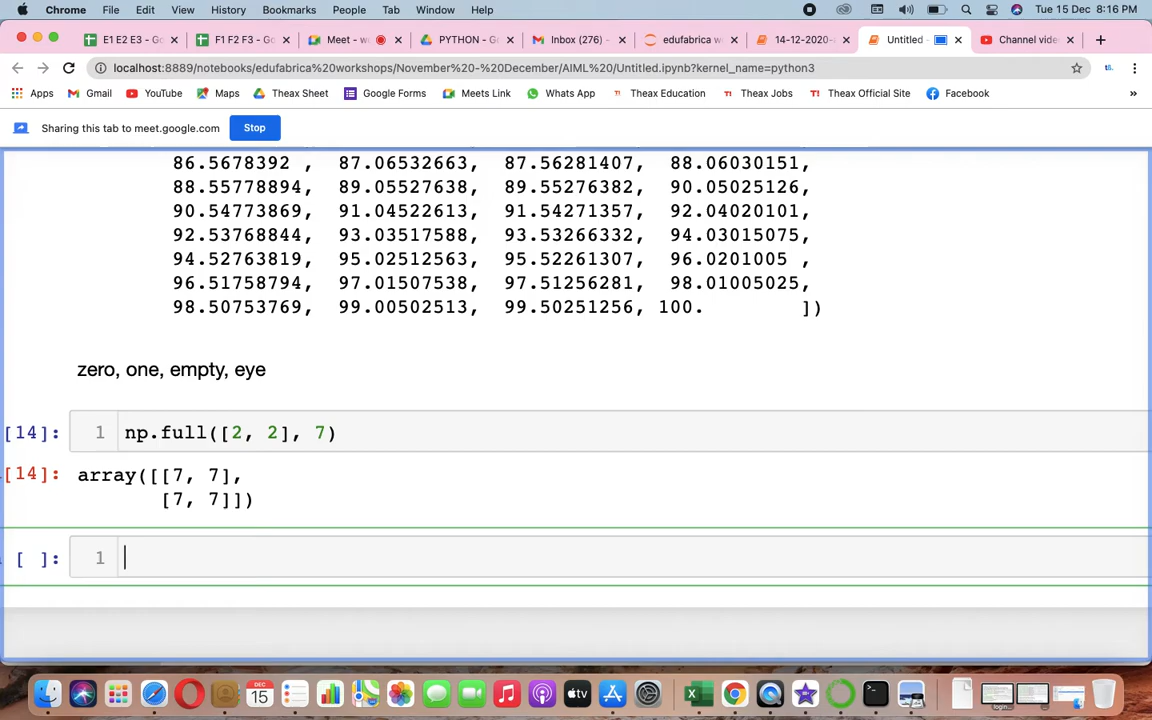 Chrome File Edit View History Bookmarks People Tab Window Help Tue 15 Dec 8:16 PM
E1 E2 E3 - Go F1 F2 F3 - Go Meet - w PYTHON - G Inbox (276) - edufabrica w 14-12-2020- Untitled - Channel vide
localhost:8889/notebooks/edufabrica%20workshops/November%20-%20December/AIML%20/Untitled.ipynb?kernel_name=python3
Apps Gmail YouTube Maps Theax Sheet Google Forms Meets Link Whats App Theax Education Theax Jobs Theax Official Site Facebook »
Sharing this tab to meet.google.com Stop
86.5678392 , 87.06532663, 87.56281407, 88.06030151,
88.55778894, 89.05527638, 89.55276382, 90.05025126,
90.54773869, 91.04522613, 91.54271357, 92.04020101,
92.53768844, 93.03517588, 93.53266332, 94.03015075,
94.52763819, 95.02512563, 95.52261307, 96.0201005 ,
96.51758794, 97.01507538, 97.51256281, 98.01005025,
98.50753769, 99.00502513, 99.50251256, 100. ])
zero, one, empty, eye
[14]: 1 np.full([2, 2], 7)
[14]: array([[7, 7],
[7, 7]])
[ ]: 1
DEC
15
tv